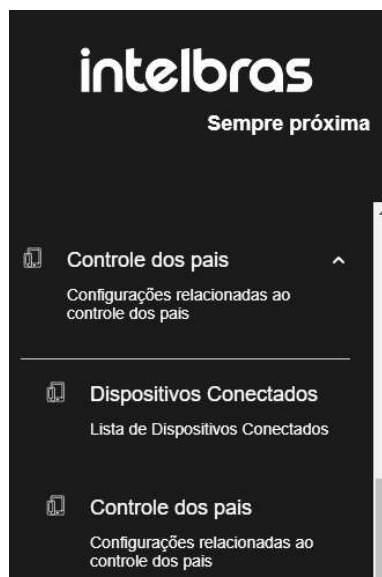 intelbras
Sempre próxima
Controle dos pais
Configurações relacionadas ao
controle dos pais
Dispositivos Conectados
Lista de Dispositivos Conectados
Controle dos pais
Configurações relacionadas ao
controle dos pais